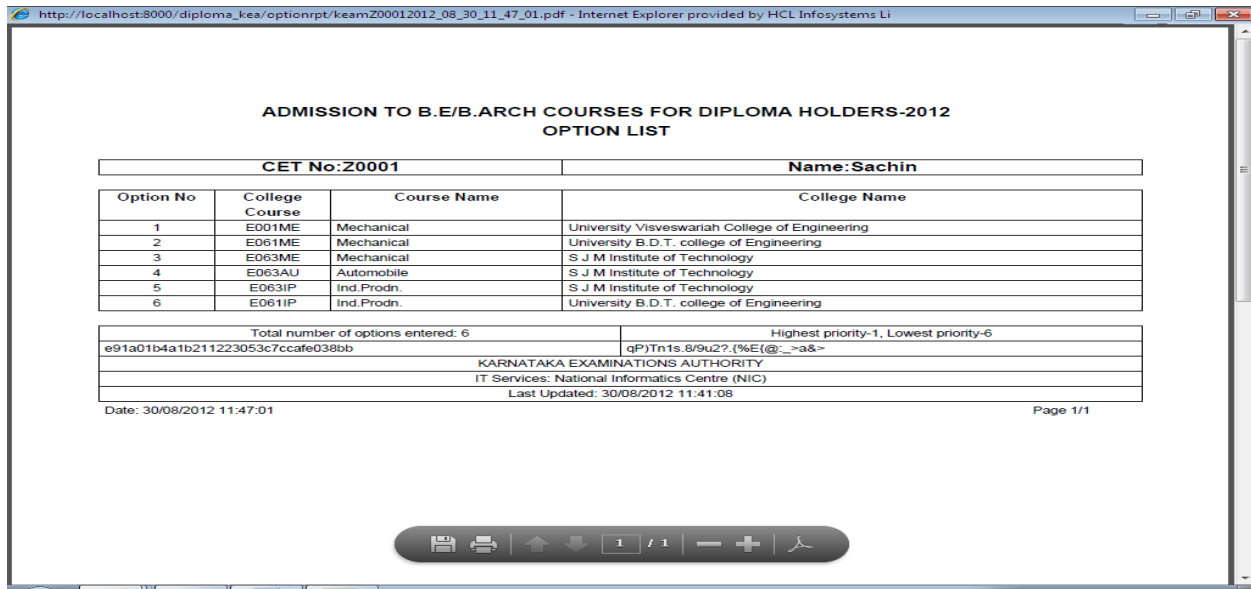 http://localhost:8000/diploma_kea/optionrpt/keamZ00012012_08_30_11_47_01.pdf - Internet Explorer provided by HCL Infosystems Li
ADMISSION TO B.E/B.ARCH COURSES FOR DIPLOMA HOLDERS-2012
OPTION LIST
CET No:Z0001 Name:Sachin
Option No College Course Course Name College Name
1 E001ME Mechanical University Visveswariah College of Engineering
2 E061ME Mechanical University B.D.T. college of Engineering
3 E063ME Mechanical S J M Institute of Technology
4 E063AU Automobile S J M Institute of Technology
5 E063IP Ind.Prodn. S J M Institute of Technology
6 E061IP Ind.Prodn. University B.D.T. college of Engineering
Total number of options entered: 6 Highest priority-1, Lowest priority-6
e91a01b4a1b211223053c7ccafe038bb qP)Tn1s.8/9u2?.{%E{@:_>a&>
KARNATAKA EXAMINATIONS AUTHORITY
IT Services: National Informatics Centre (NIC)
Last Updated: 30/08/2012 11:41:08
Date: 30/08/2012 11:47:01 Page 1/1
1 / 1